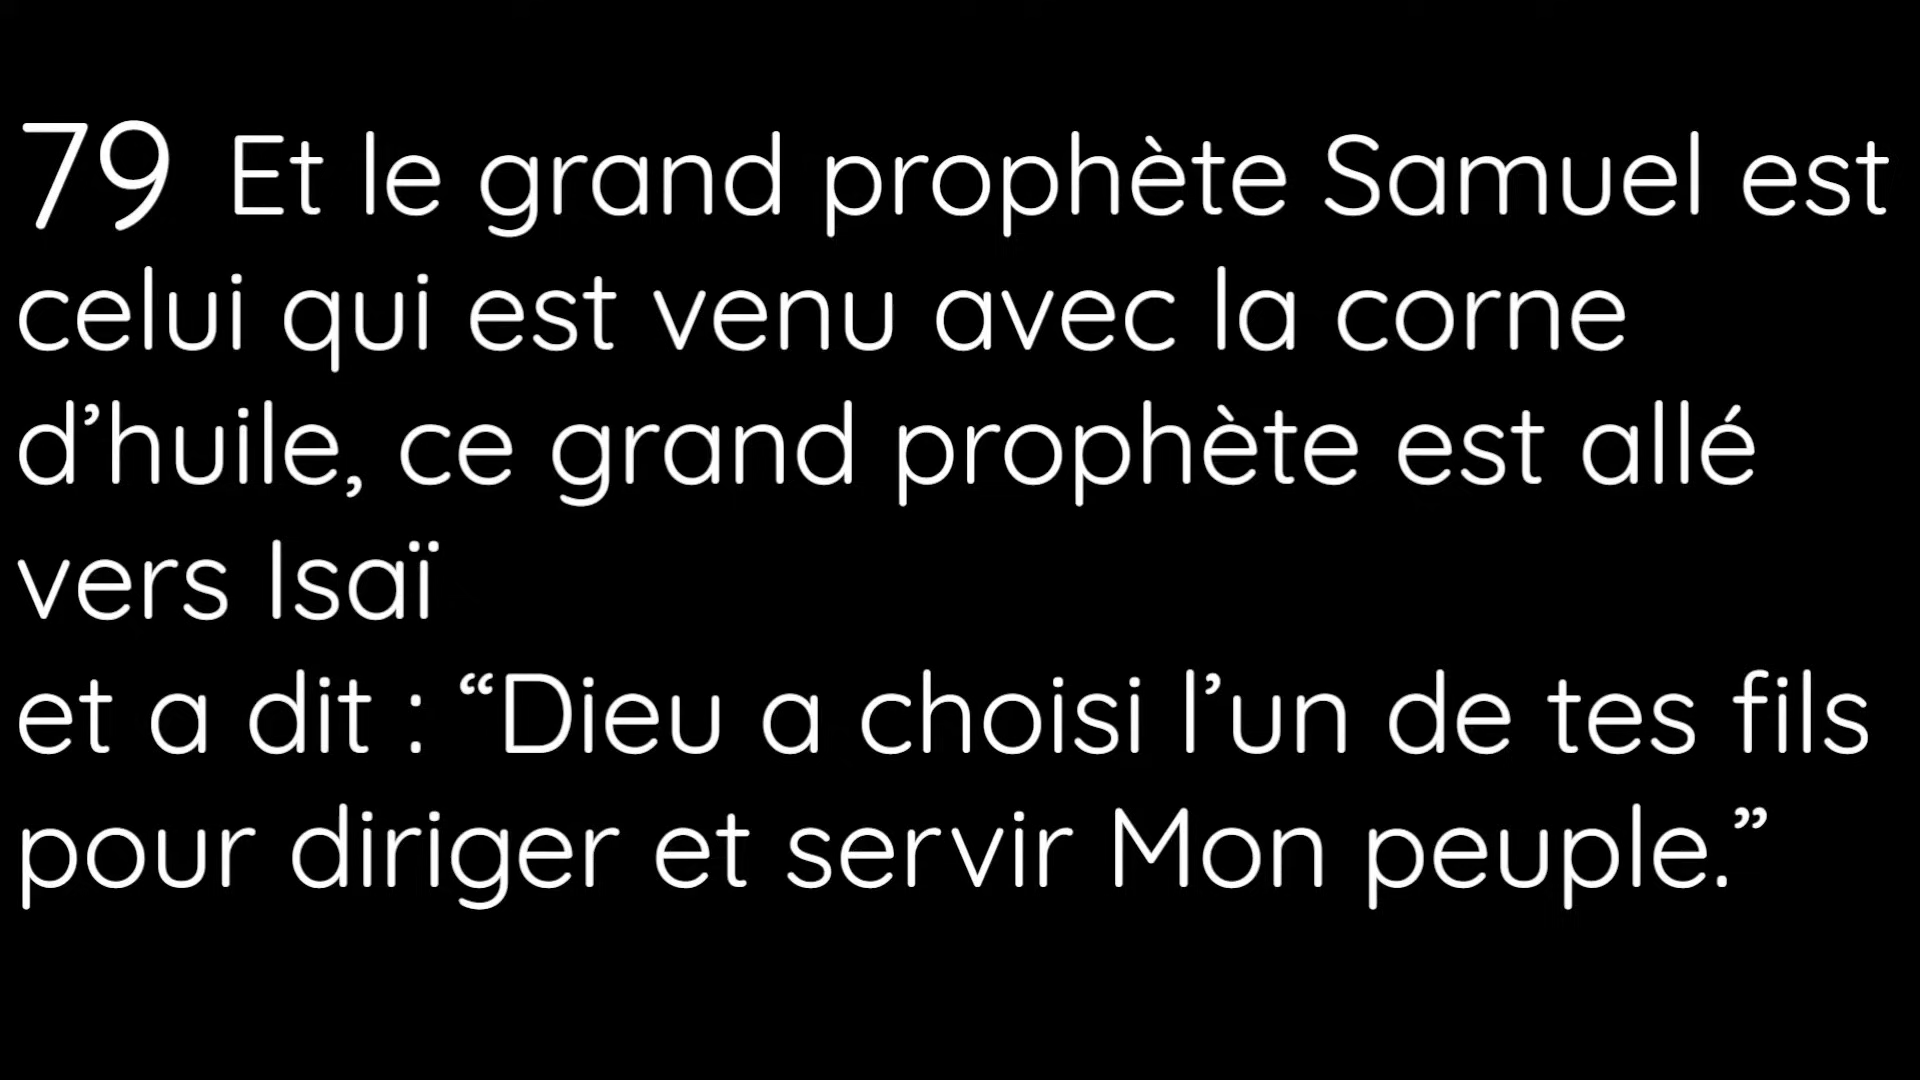 79 Et le grand prophète Samuel est
celui qui est venu avec la corne
d’huile, ce grand prophète est allé
vers Isaï
et a dit : “Dieu a choisi l’un de tes fils
pour diriger et servir Mon peuple.”